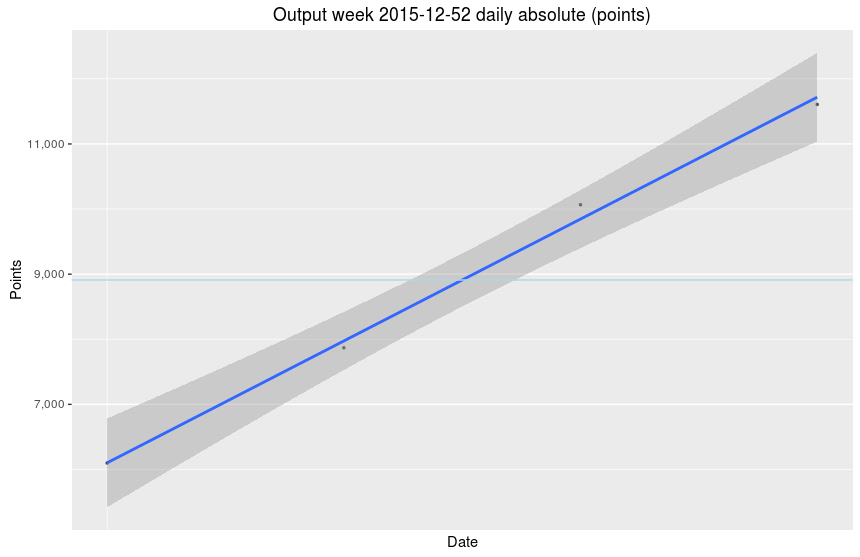 Output week 2015-12-52 daily absolute (points)
11,000
9,000
7,000
Points
Date